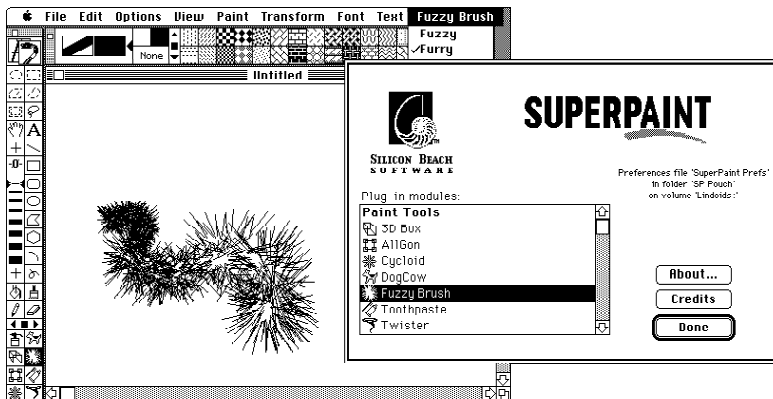 File Edit Options View Paint Transform Font Text Fuzzy Brush
Fuzzy
✓Furry
None
Untitled
SUPERPAINT
TM
SILICON BEACH
SOFTWARE
Preferences file 'SuperPaint Prefs'
in folder 'SP Pouch'
on volume 'Lindoids:'
Plug in modules:
Paint Tools
3D Box
AllGon
Cycloid
DogCow
Fuzzy Brush
Toothpaste
Twister
About...
Credits
Done
A